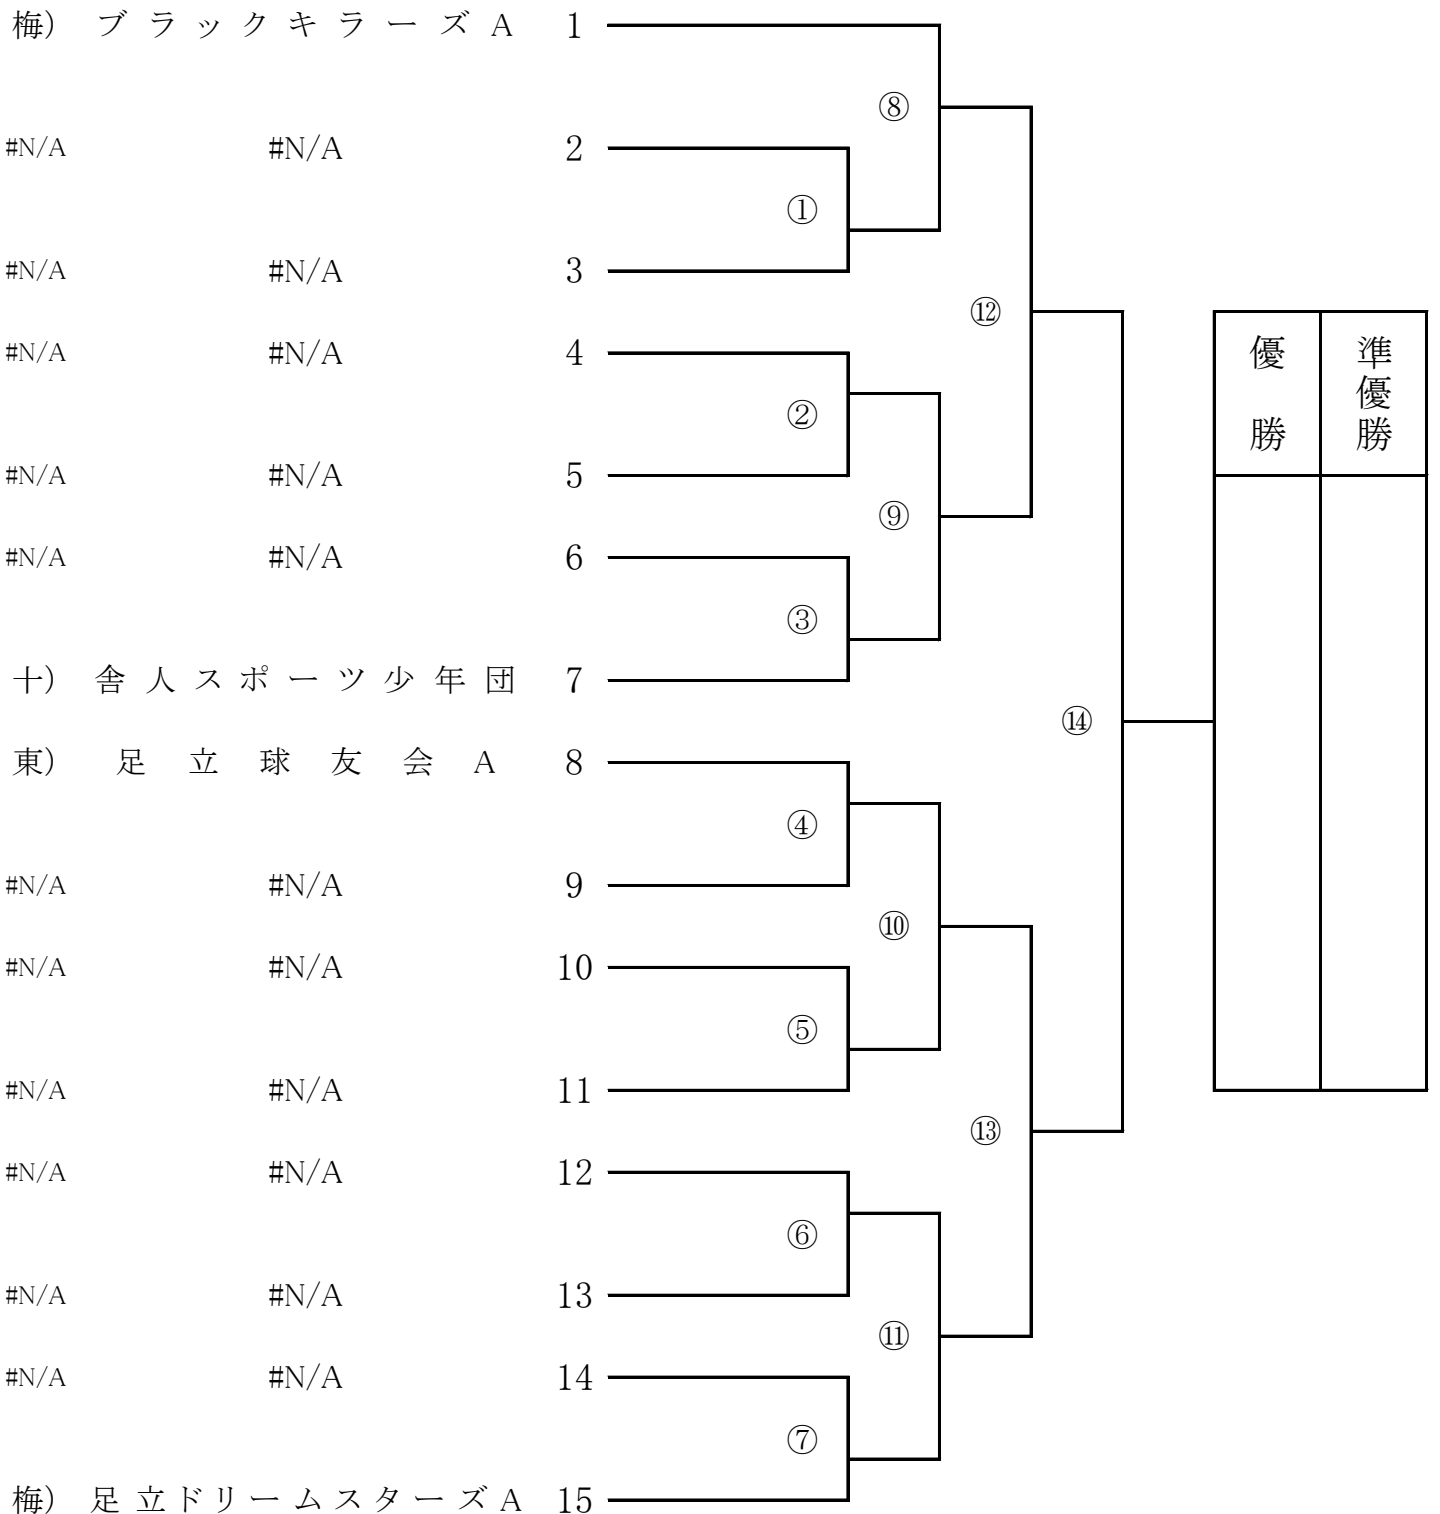 梅) ブラックキラーズA 1
⑧
#N/A #N/A 2
①
#N/A #N/A 3
⑫
#N/A #N/A 4
優勝 準優勝
②
#N/A #N/A 5
⑨
#N/A #N/A 6
③
十) 舎人スポーツ少年団 7
⑭
東) 足立球友会A 8
④
#N/A #N/A 9
⑩
#N/A #N/A 10
⑤
#N/A #N/A 11
⑬
#N/A #N/A 12
⑥
#N/A #N/A 13
⑪
#N/A #N/A 14
⑦
梅) 足立ドリームスターズA 15